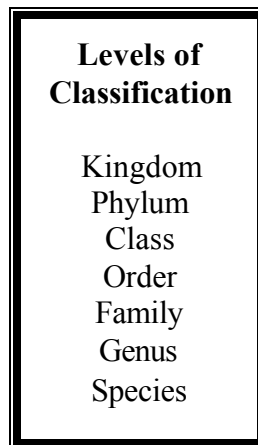 Levels of
Classification
Kingdom
Phylum
Class
Order
Family
Genus
Species